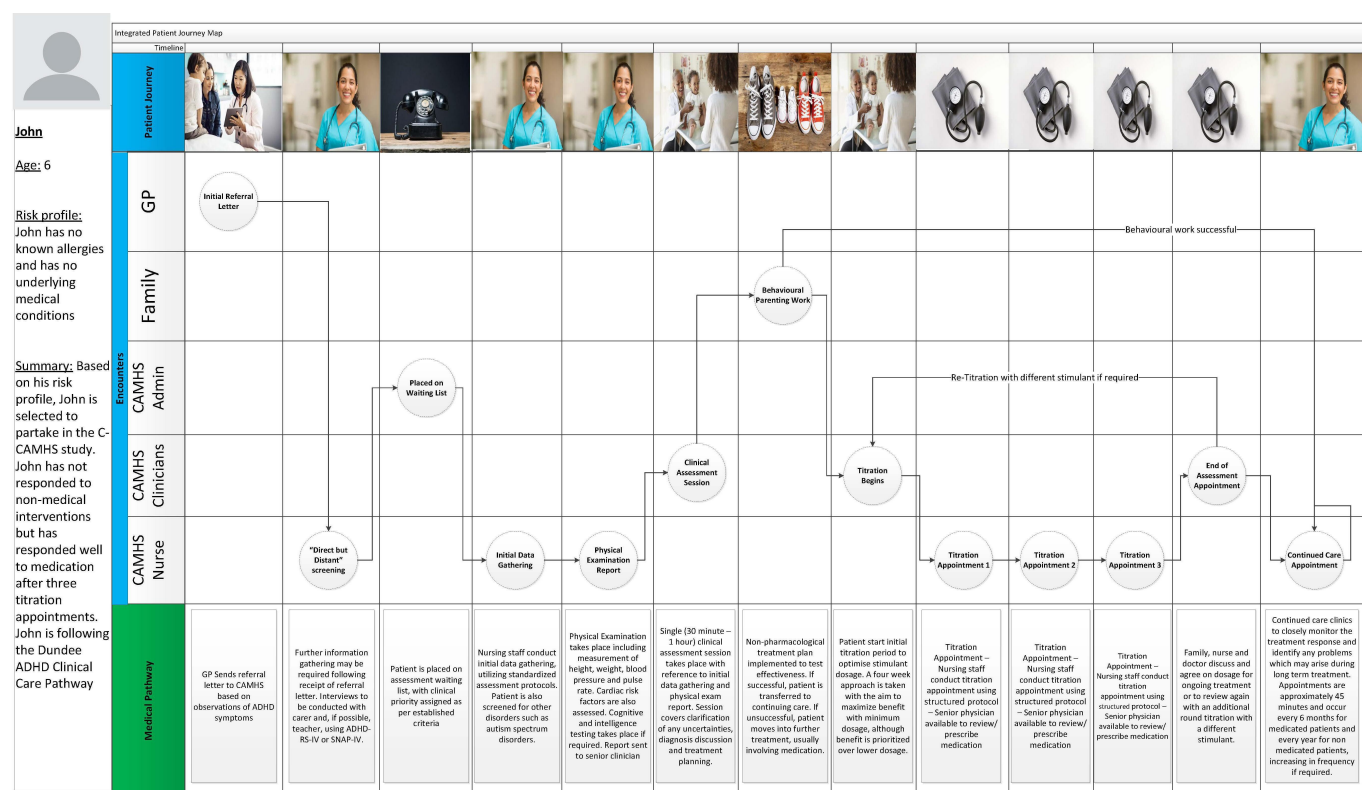 Integrated Patient Journey Map
Timeline
Patient Journey
John
Age: 6
Risk profile:
John has no
known allergies
and has no
underlying
medical
conditions
Summary: Based
on his risk
profile, John is
selected to
partake in the C-
CAMHS study.
John has not
responded to
non-medical
interventions
but has
responded well
to medication
after three
titration
appointments.
John is following
the Dundee
ADHD Clinical
Care Pathway
Encounters
GP
Initial Referral
Letter
Behavioural work successful
Family
Behavioural
Parenting Work
CAMHS
Admin
Placed on
Waiting List
Re-Titration with different stimulant if required
CAMHS
Clinicians
Clinical
Assessment
Session
Titration
Begins
End of
Assessment
Appointment
CAMHS
Nurse
“Direct but
Distant”
screening
Initial Data
Gathering
Physical
Examination
Report
Titration
Appointment 1
Titration
Appointment 2
Titration
Appointment 3
Continued Care
Appointment
Medical Pathway
GP Sends referral
letter to CAMHS
based on
observations of ADHD
symptoms
Further information
gathering may be
required following
receipt of referral
letter. Interviews to
be conducted with
carer and, if possible,
teacher, using ADHD-
RS-IV or SNAP-IV.
Patient is placed on
assessment waiting
list, with clinical
priority assigned as
per established
criteria
Nursing staff conduct
initial data gathering,
utilizing standardized
assessment protocols.
Patient is also
screened for other
disorders such as
autism spectrum
disorders.
Physical Examination
takes place including
measurement of
height, weight, blood
pressure and pulse
rate. Cardiac risk
factors are also
assessed. Cognitive
and intelligence
testing takes place if
required. Report sent
to senior clinician
Single (30 minute –
1 hour) clinical
assessment session
takes place with
reference to initial
data gathering and
physical exam
report. Session
covers clarification
of any uncertainties,
diagnosis discussion
and treatment
planning.
Non-pharmacological
treatment plan
implemented to test
effectiveness. If
successful, patient is
transferred to
continuing care. If
unsuccessful, patient
moves into further
treatment, usually
involving medication.
Patient start initial
titration period to
optimise stimulant
dosage. A four week
approach is taken
with the aim to
maximize benefit
with minimum
dosage, although
benefit is prioritized
over lower dosage.
Titration
Appointment –
Nursing staff
conduct titration
appointment using
structured protocol
– Senior physician
available to review/
prescribe
medication
Titration
Appointment –
Nursing staff
conduct titration
appointment using
structured protocol
– Senior physician
available to review/
prescribe
medication
Titration
Appointment –
Nursing staff conduct
titration
appointment using
structured protocol –
Senior physician
available to review/
prescribe medication
Family, nurse and
doctor discuss and
agree on dosage for
ongoing treatment
or to review again
with an additional
round titration with
a different
stimulant.
Continued care clinics
to closely monitor the
treatment response and
identify any problems
which may arise during
long term treatment.
Appointments are
approximately 45
minutes and occur
every 6 months for
medicated patients and
every year for non
medicated patients,
increasing in frequency
if required.